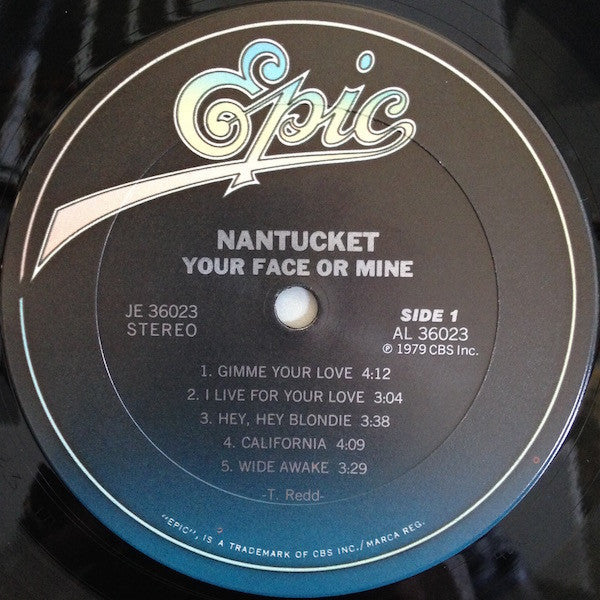 Epic
NANTUCKET
YOUR FACE OR MINE
JE 36023
STEREO
SIDE 1
AL 36023
℗ 1979 CBS Inc.
1. GIMME YOUR LOVE 4:12
2. I LIVE FOR YOUR LOVE 3:04
3. HEY, HEY BLONDIE 3:38
4. CALIFORNIA 4:09
5. WIDE AWAKE 3:29
-T. Redd-
"EPIC", IS A TRADEMARK OF CBS INC./MARCA REG.